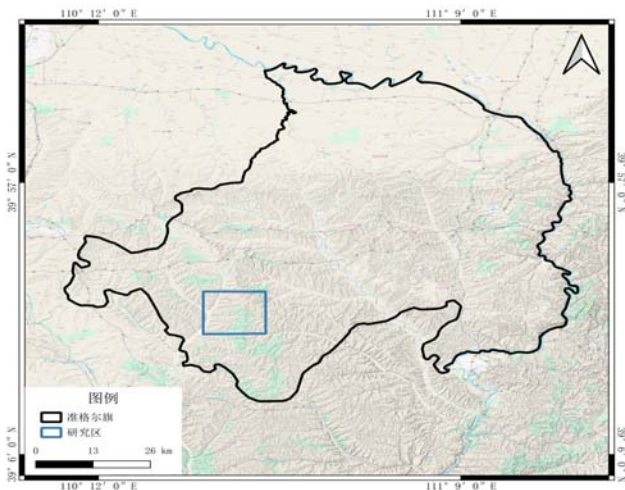 110° 12′ 0″ E
111° 9′ 0″ E
39° 57′ 0″ N
39° 57′ 0″ N
图例
准格尔旗
研究区
0 13 26 km
39° 6′ 0″ N
39° 6′ 0″ N
110° 12′ 0″ E
111° 9′ 0″ E